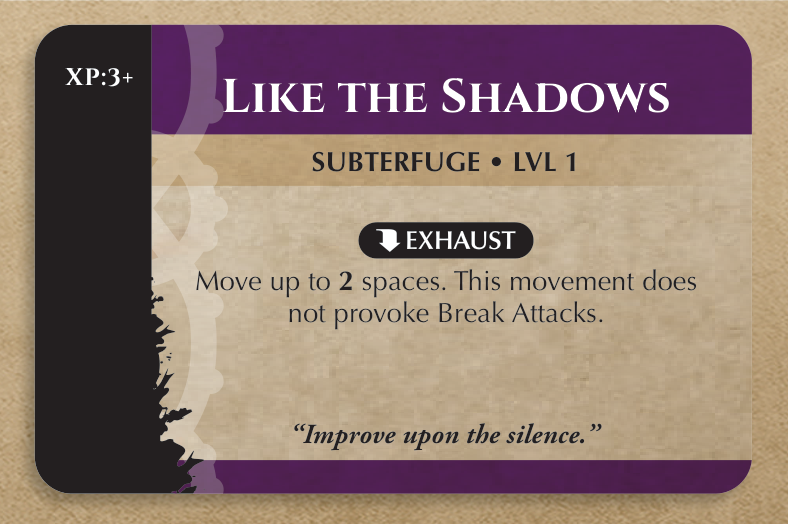 XP:3+
Like the Shadows
SUBTERFUGE • LVL 1
EXHAUST
Move up to 2 spaces. This movement does
not provoke Break Attacks.
“Improve upon the silence.”